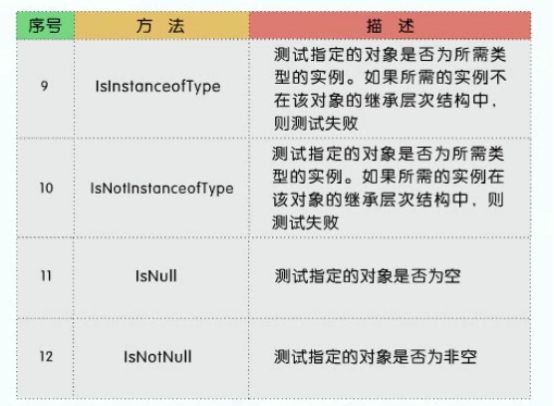 序号 方 法 描 述
测试指定的对象是否为所需类
型的实例。如果所需的实例不
9 IsInstanceofType
在该对象的继承层次结构中，
则测试失败
测试指定的对象是否为所需类
型的实例。如果所需的实例在
10 IsNotInstanceofType
该对象的继承层次结构中，则
测试失败
11 IsNull 测试指定的对象是否为空
12 IsNotNull 测试指定的对象是否为非空